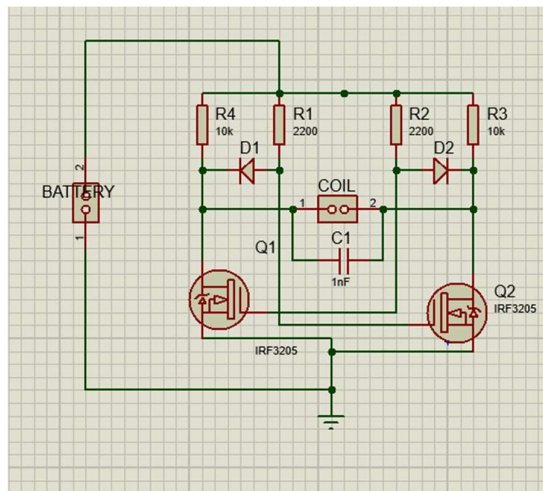 R4
10k
R1
2200
R2
2200
R3
10k
D1
D2
2
BATTERY
1
COIL
1
2
C1
1nF
Q1
IRF3205
Q2
IRF3205